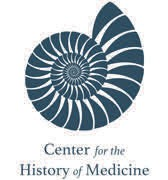 Center for the
History of Medicine